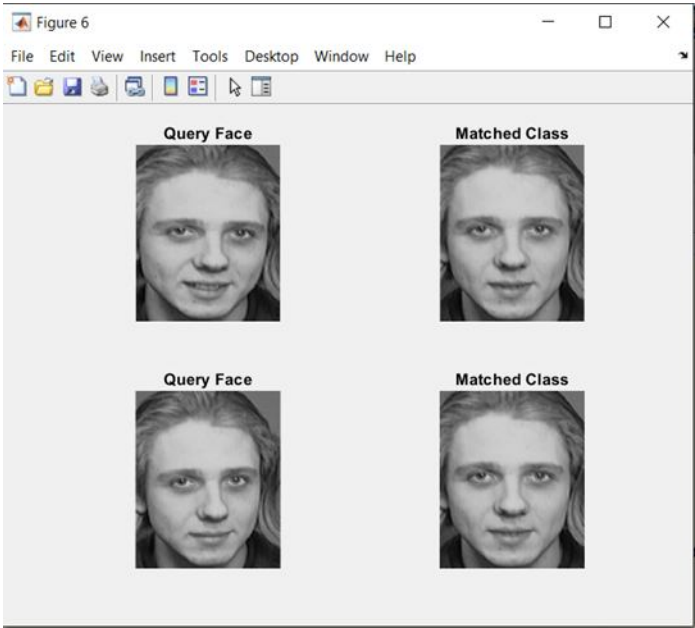 Figure 6
File Edit View Insert Tools Desktop Window Help
Query Face Matched Class
Query Face Matched Class